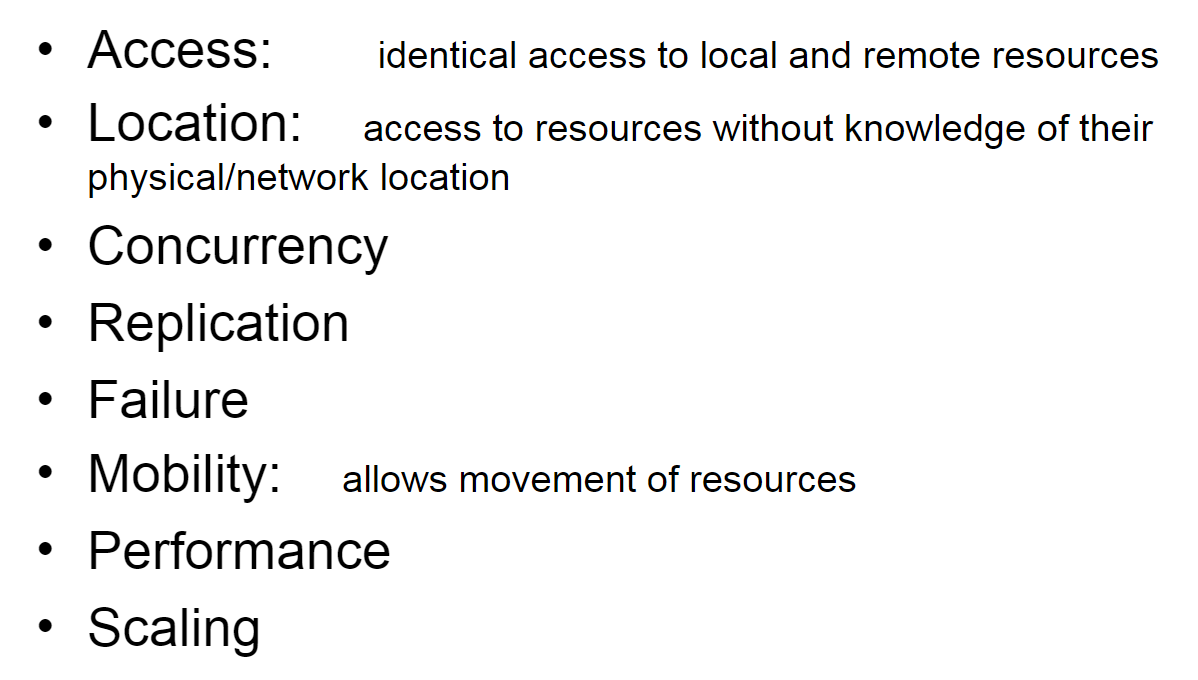 • Access: identical access to local and remote resources
• Location: access to resources without knowledge of their
physical/network location
• Concurrency
• Replication
• Failure
• Mobility: allows movement of resources
• Performance
• Scaling